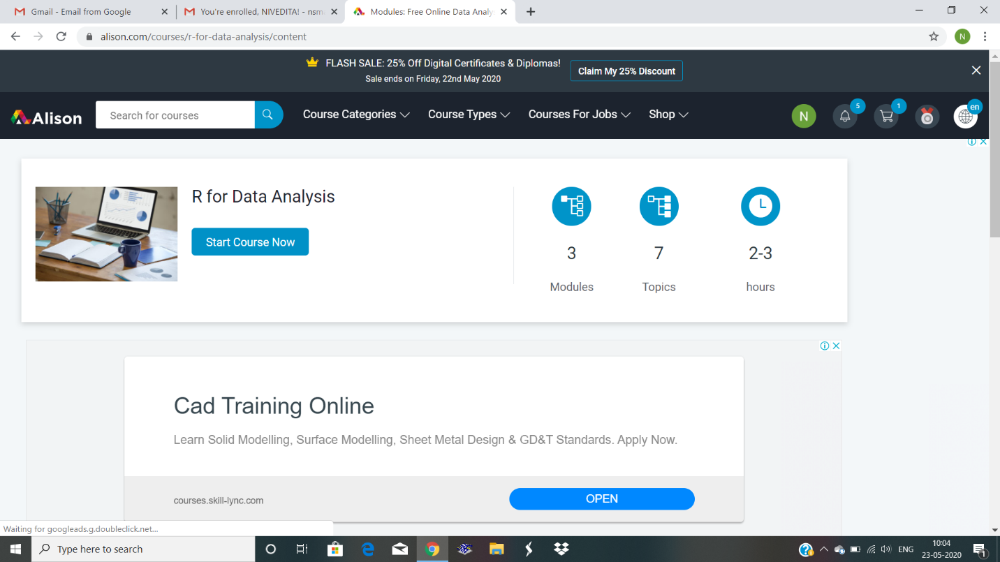 Gmail - Email from Google
You're enrolled, NIVEDITA! - nsm
Modules: Free Online Data Analy
alison.com/courses/r-for-data-analysis/content
N
FLASH SALE: 25% Off Digital Certificates & Diplomas!
Sale ends on Friday, 22nd May 2020
Claim My 25% Discount
Alison
Search for courses
Course Categories
Course Types
Courses For Jobs
Shop
N
5
1
en
R for Data Analysis
Start Course Now
3
7
2-3
Modules
Topics
hours
Cad Training Online
Learn Solid Modelling, Surface Modelling, Sheet Metal Design & GD&T Standards. Apply Now.
courses.skill-lync.com
OPEN
Waiting for googleads.g.doubleclick.net...
Type here to search
ENG
10:04
23-05-2020
1